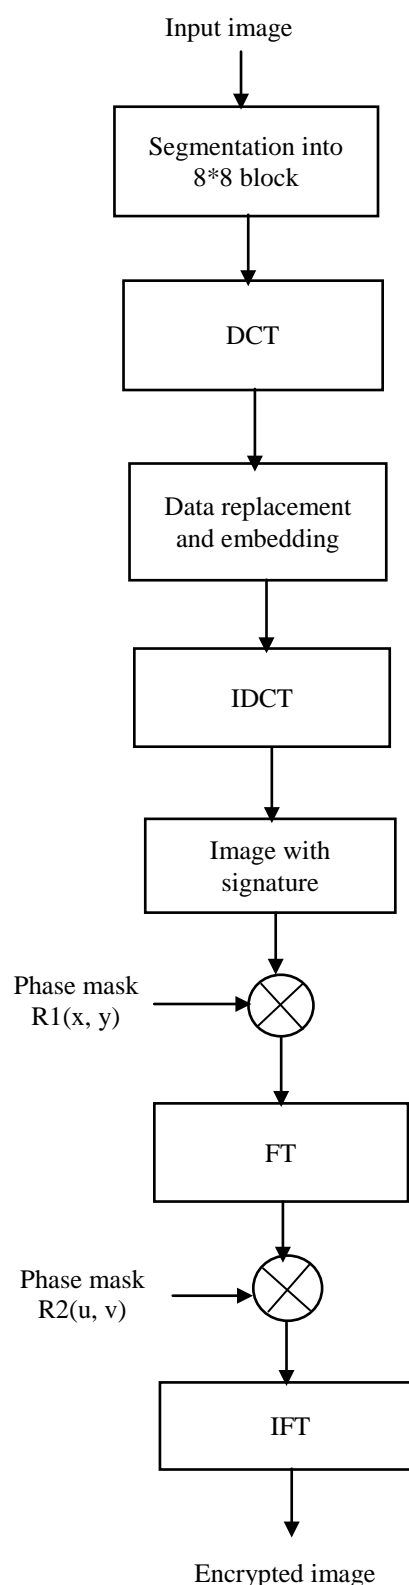 Input image
Segmentation into
8*8 block
DCT
Data replacement
and embedding
IDCT
Image with
signature
Phase mask
R1(x, y)
FT
Phase mask
R2(u, v)
IFT
Encrypted image